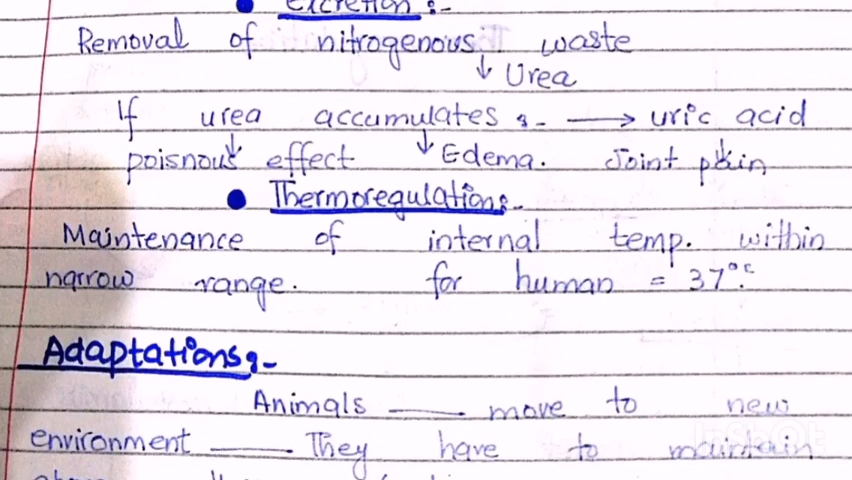 Excretion :-
Removal of nitrogenous waste
↓ Urea
If urea accumulates :- → uric acid
poisnous effect ↓ Edema. Joint pain
Thermoregulation:-
Maintenance of internal temp. within
narrow range. for human = 37°C.
Adaptations:-
Animals — move to new
environment — They have to maintain